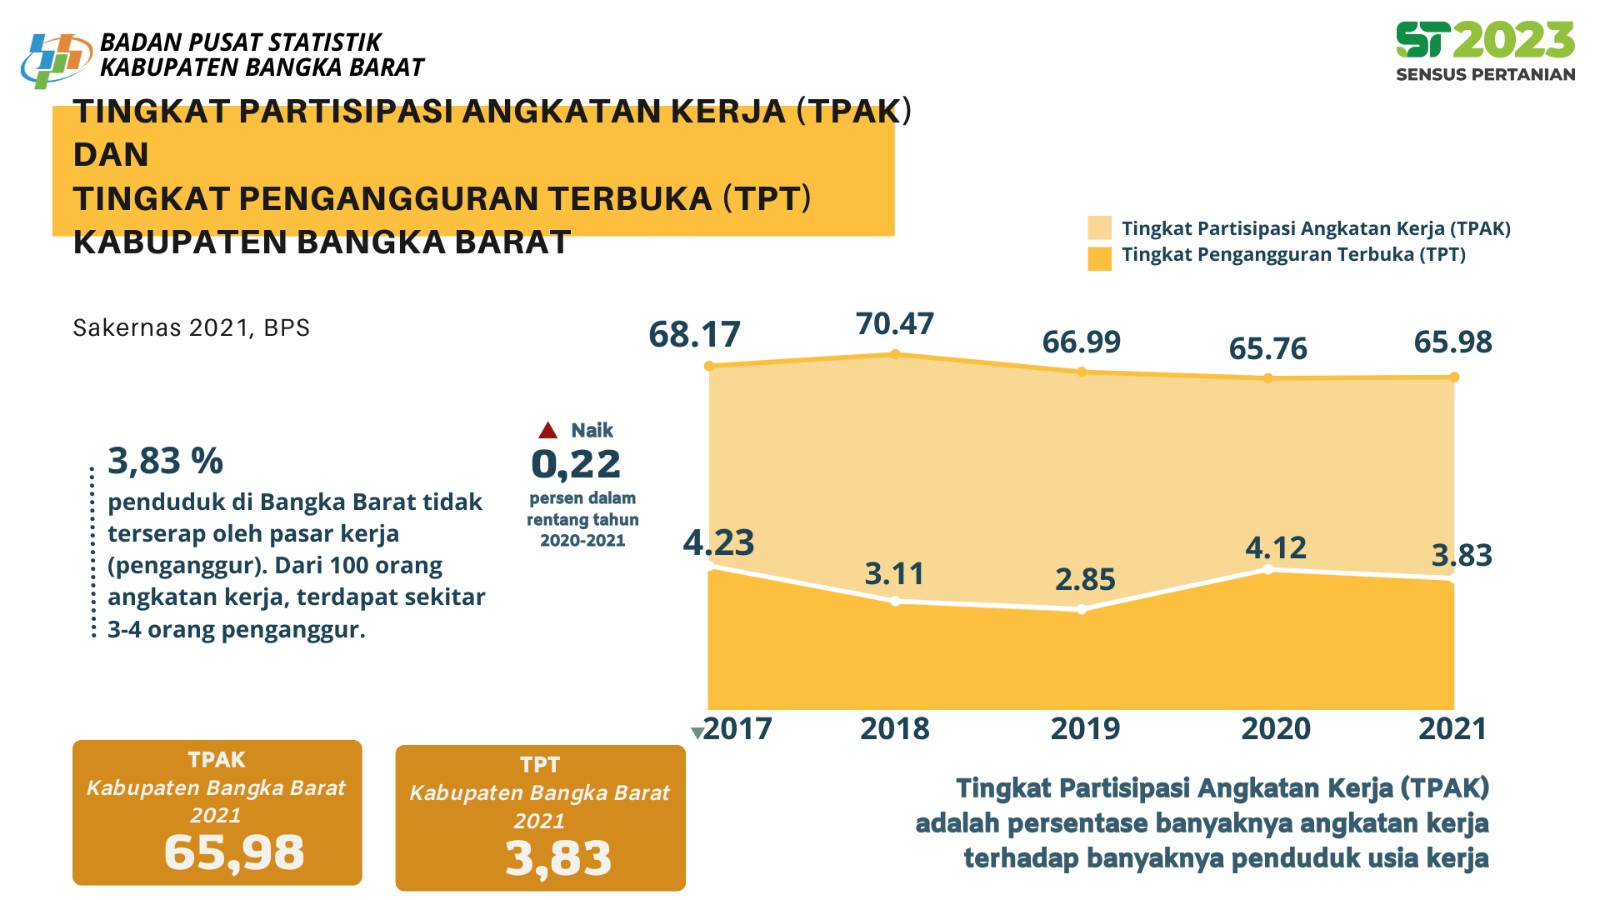 BADAN PUSAT STATISTIK
KABUPATEN BANGKA BARAT
ST2023
SENSUS PERTANIAN
TINGKAT PARTISIPASI ANGKATAN KERJA (TPAK)
DAN
TINGKAT PENGANGGURAN TERBUKA (TPT)
KABUPATEN BANGKA BARAT
Sakernas 2021, BPS
Tingkat Partisipasi Angkatan Kerja (TPAK)
Tingkat Pengangguran Terbuka (TPT)
68.17
70.47
66.99
65.76
65.98
4.23
3.11
2.85
4.12
3.83
2017
2018
2019
2020
2021
3,83 %
penduduk di Bangka Barat tidak
terserap oleh pasar kerja
(penganggur). Dari 100 orang
angkatan kerja, terdapat sekitar
3-4 orang penganggur.
Naik
0,22
persen dalam
rentang tahun
2020-2021
TPAK
Kabupaten Bangka Barat
2021
65,98
TPT
Kabupaten Bangka Barat
2021
3,83
Tingkat Partisipasi Angkatan Kerja (TPAK)
adalah persentase banyaknya angkatan kerja
terhadap banyaknya penduduk usia kerja